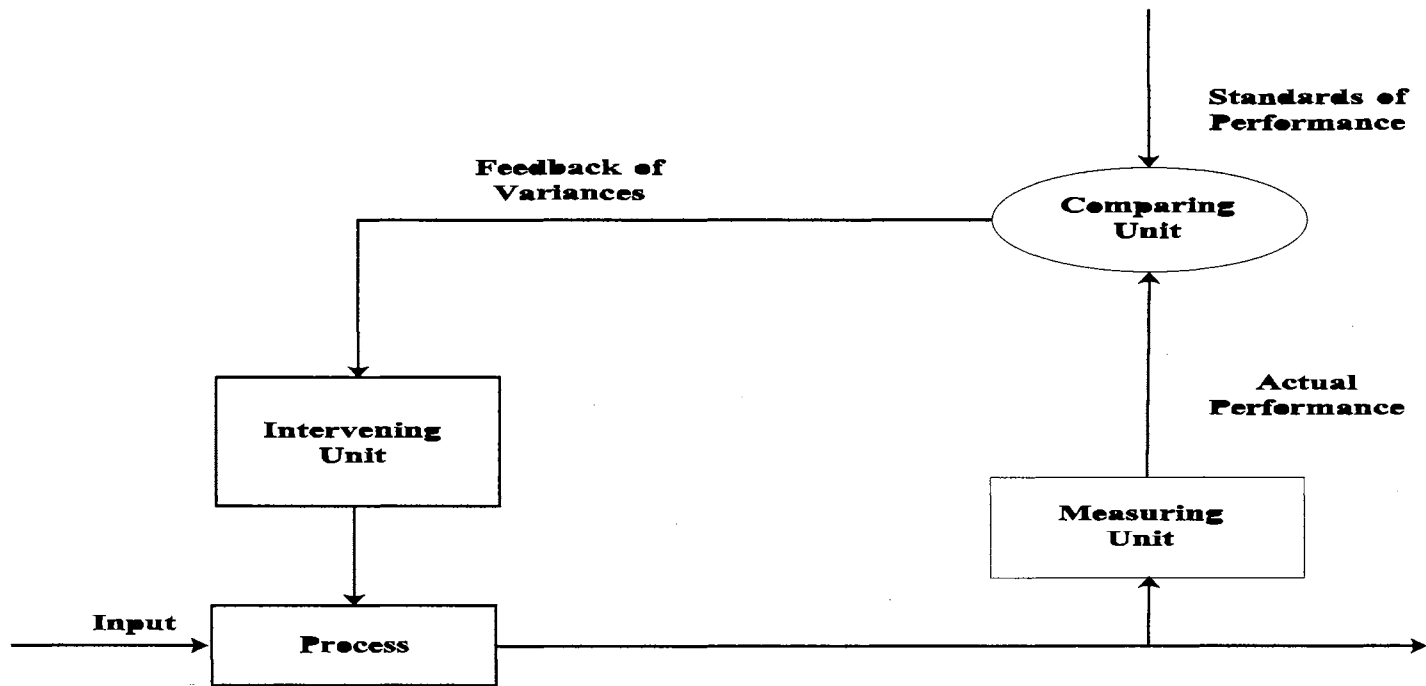 Standards of
Performance
Feedback of
Variances
Comparing
Unit
Intervening
Unit
Actual
Performance
Measuring
Unit
Input
Process